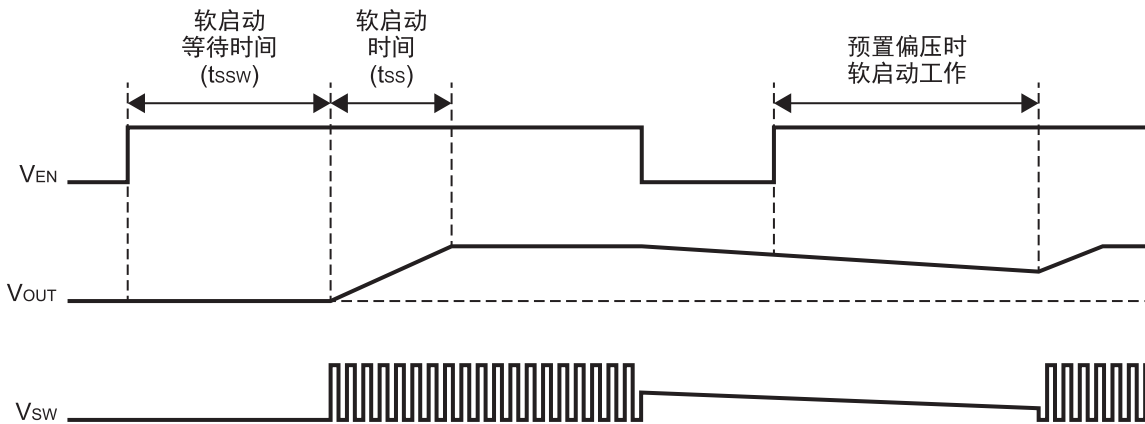 软启动
等待时间
(tssw)
软启动
时间
(tss)
预置偏压时
软启动工作
VEN
VOUT
VSW